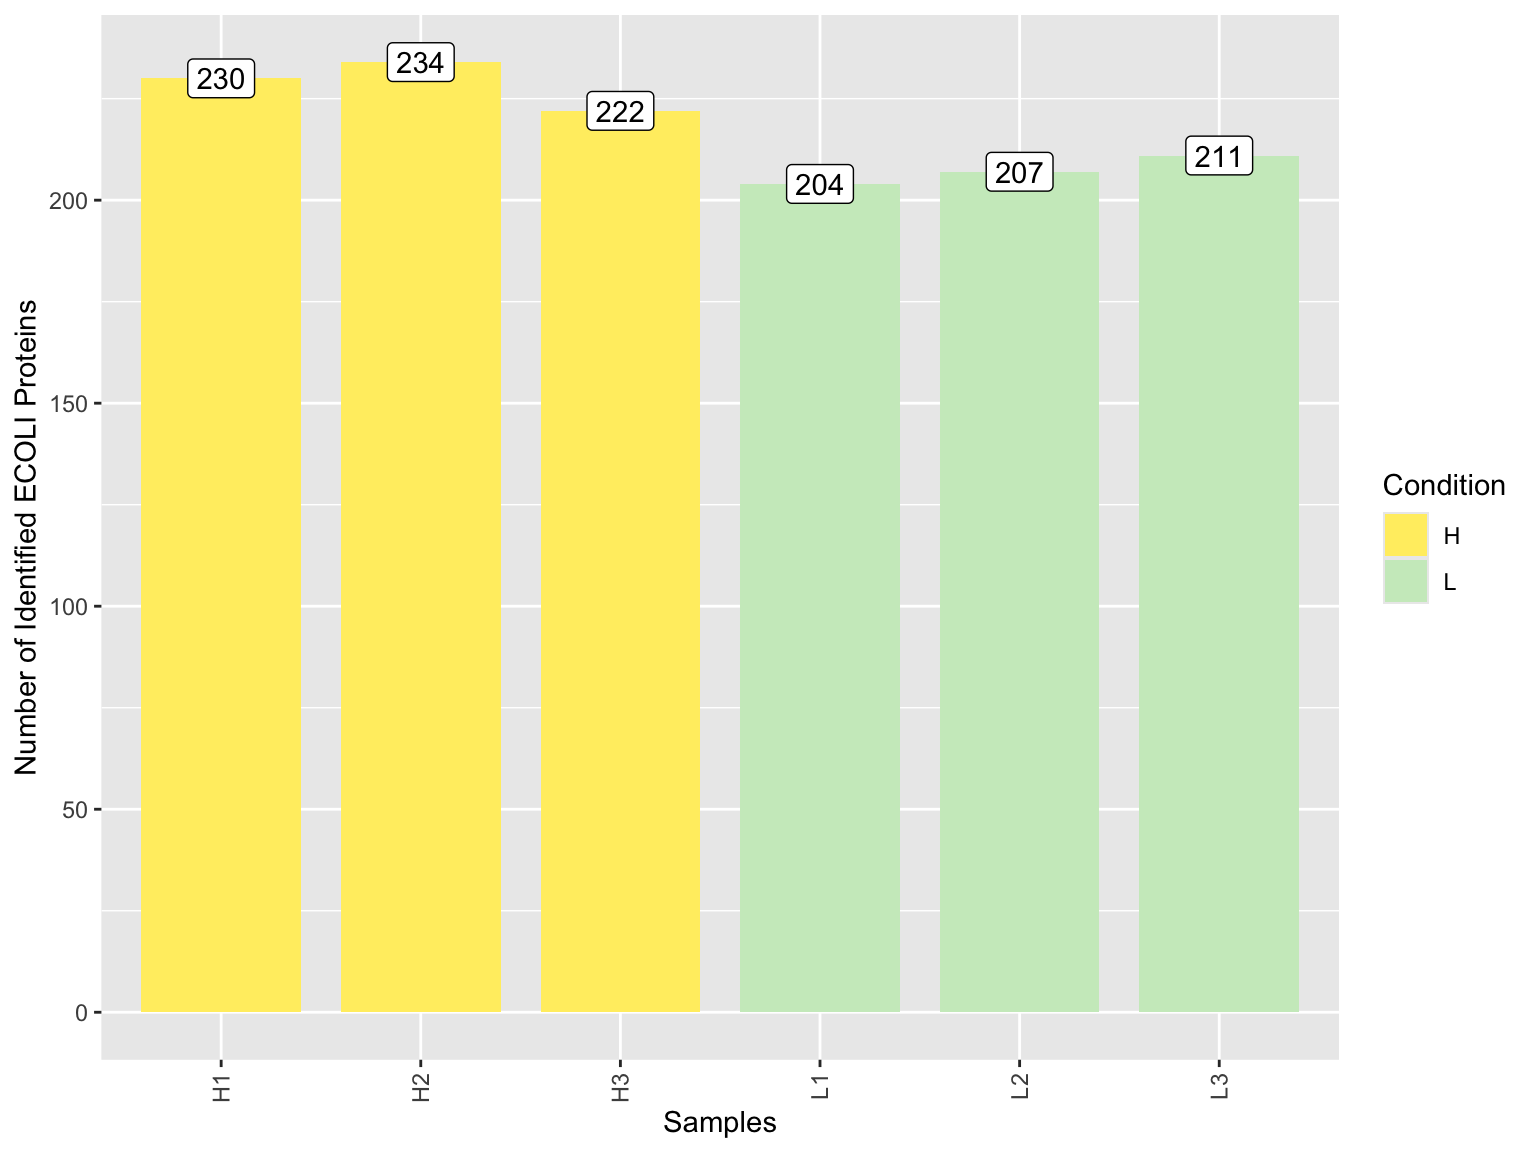 230
234
222
204
207
211
200
150
100
50
0
Number of Identified ECOLI Proteins
H1
H2
H3
L1
L2
L3
Samples
Condition
H
L